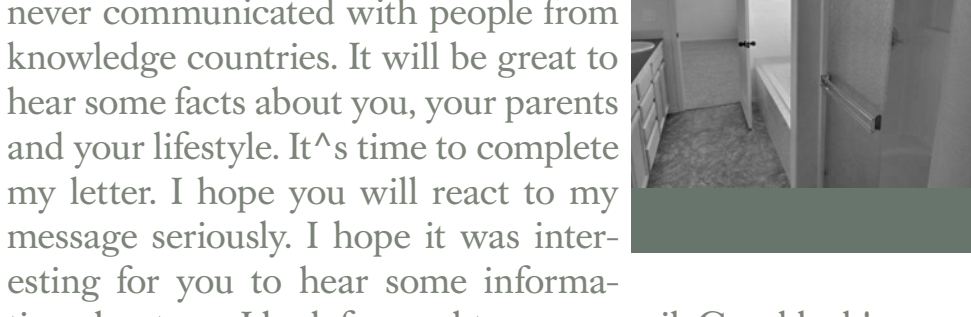 never communicated with people from
knowledge countries. It will be great to
hear some facts about you, your parents
and your lifestyle. It^s time to complete
my letter. I hope you will react to my
message seriously. I hope it was inter-
esting for you to hear some informa-